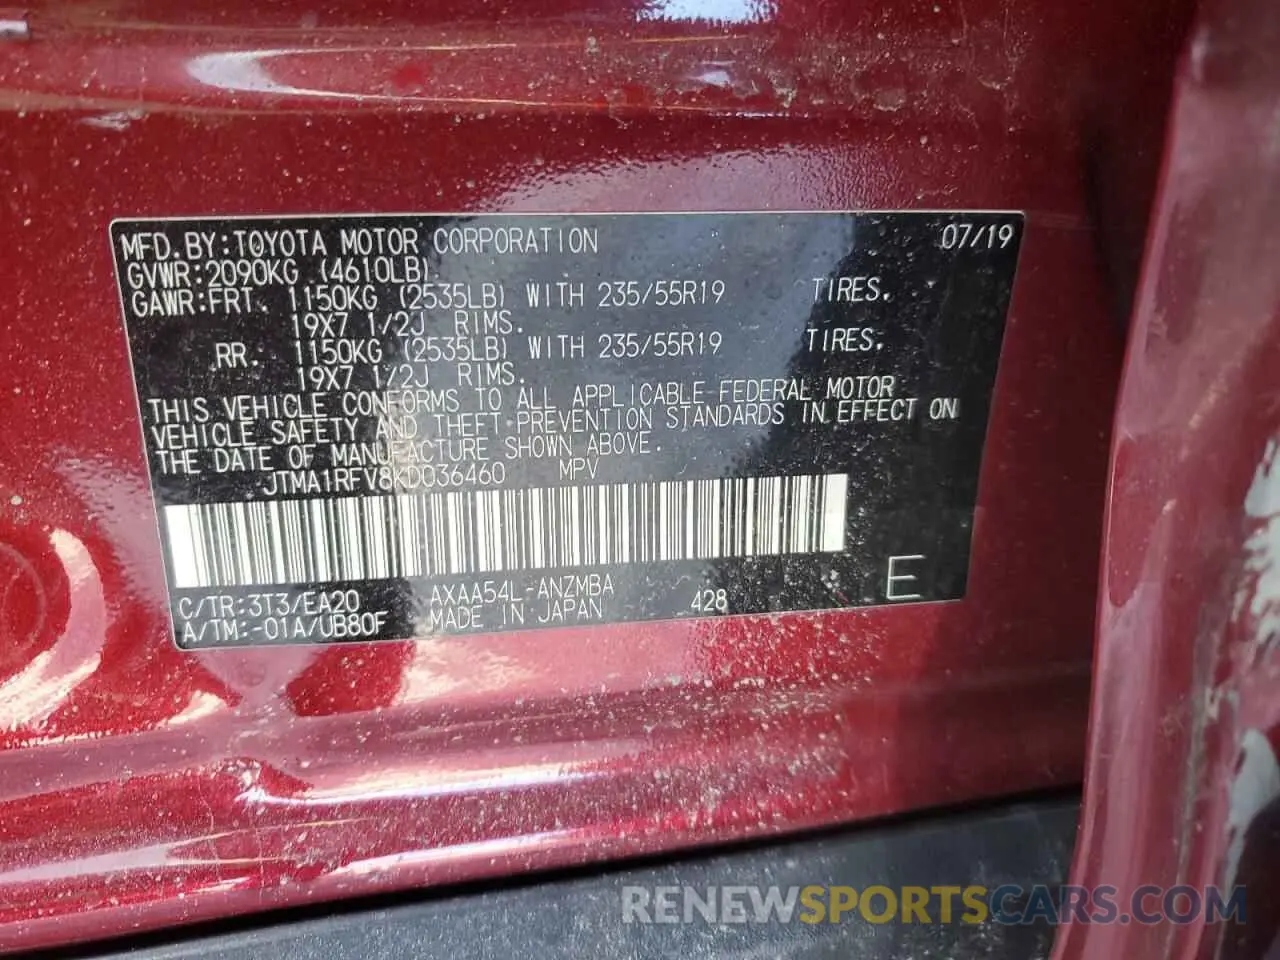 MFD.BY:TOYOTA MOTOR CORPORATION 07/19
GVWR:2090KG (4610LB)
GAWR:FRT. 1150KG (2535LB) WITH 235/55R19 TIRES.
19X7 1/2J RIMS.
RR. 1150KG (2535LB) WITH 235/55R19 TIRES.
19X7 1/2J RIMS.
THIS VEHICLE CONFORMS TO ALL APPLICABLE FEDERAL MOTOR
VEHICLE SAFETY AND THEFT PREVENTION STANDARDS IN EFFECT ON
THE DATE OF MANUFACTURE SHOWN ABOVE.
JTMA1RFV8KD036460 MPV
C/TR:3T3/EA20 AXAA54L-ANZMBA E
A/TM:-01A/UB80F MADE IN JAPAN 428
RENEWSPORTSCARS.COM